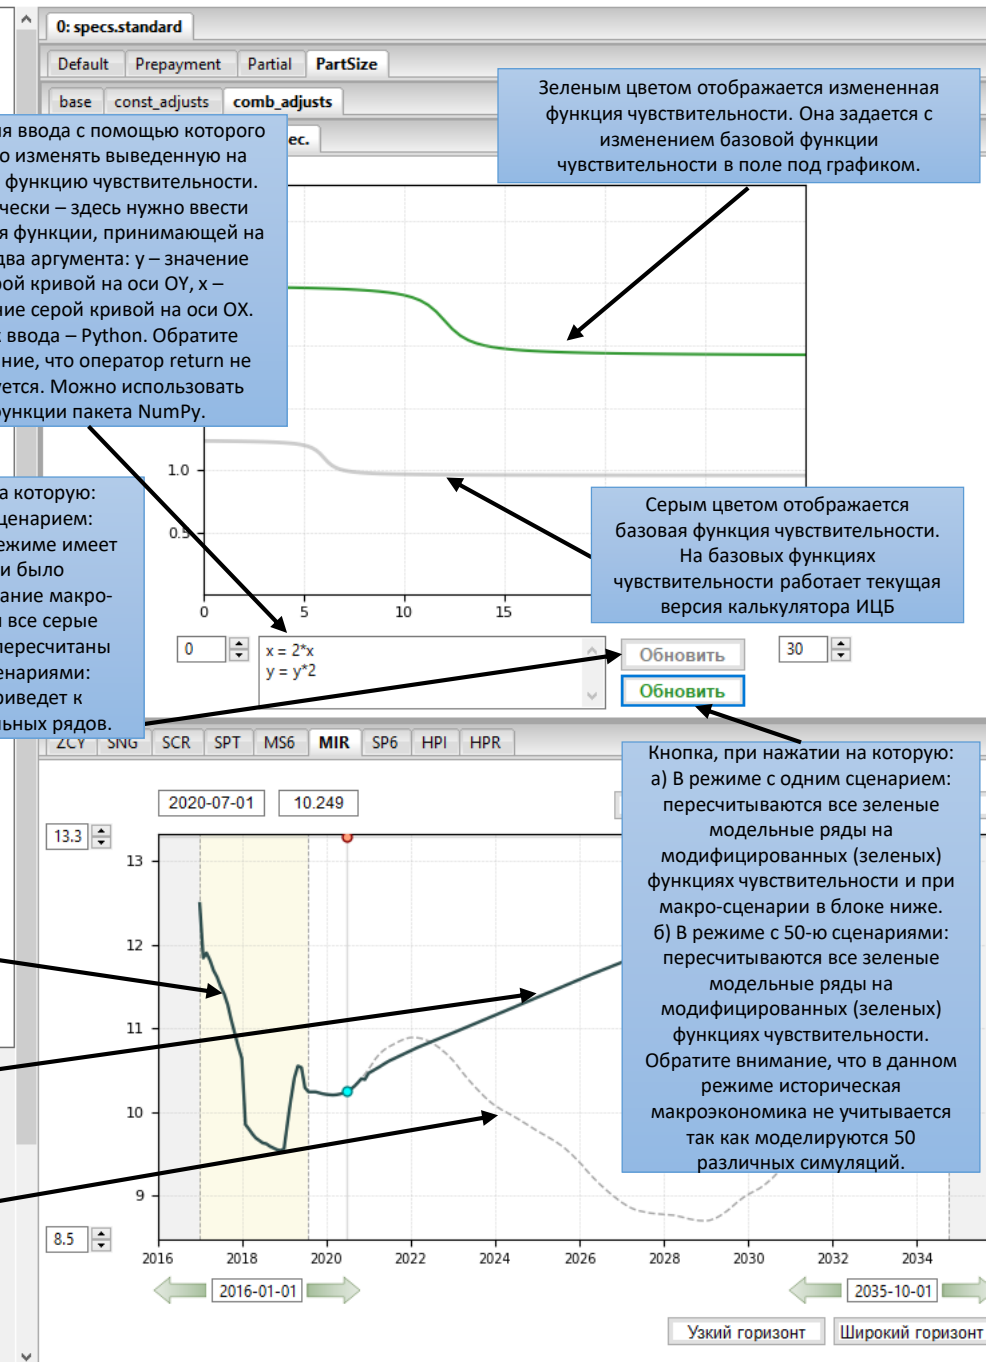 0: specs.standard
Default Prepayment Partial PartSize
base const_adjusts comb_adjusts
ec.
Зеленым цветом отображается измененная
функция чувствительности. Она задается с
изменением базовой функции
чувствительности в поле под графиком.
ия ввода с помощью которого
о изменять выведенную на
функцию чувствительности.
чески – здесь нужно ввести
я функции, принимающей на
два аргумента: y – значение
рой кривой на оси OY, x –
ние серой кривой на оси OX.
с ввода – Python. Обратите
ание, что оператор return не
уется. Можно использовать
функции пакета NumPy.
1.0
0.5
0 5 10 15
а которую:
ценарием:
ежиме имеет
и было
ание макро-
и все серые
пересчитаны
енариями:
риведет к
льных рядов.
Серым цветом отображается
базовая функция чувствительности.
На базовых функциях
чувствительности работает текущая
версия калькулятора ИЦБ
0
x = 2*x
y = y*2
Обновить
30
Обновить
ZCY SNG SCR SPT MS6 MIR SP6 HPI HPR
Кнопка, при нажатии на которую:
а) В режиме с одним сценарием:
пересчитываются все зеленые
модельные ряды на
модифицированных (зеленых)
функциях чувствительности и при
макро-сценарии в блоке ниже.
б) В режиме с 50-ю сценариями:
пересчитываются все зеленые
модельные ряды на
модифицированных (зеленых)
функциях чувствительности.
Обратите внимание, что в данном
режиме историческая
макроэкономика не учитывается
так как моделируются 50
различных симуляций.
2020-07-01 10.249
13.3
13
12
11
10
9
8.5
2016 2018 2020 2022 2024 2026 2028 2030 2032 2034
2016-01-01 2035-10-01
Узкий горизонт Широкий горизонт